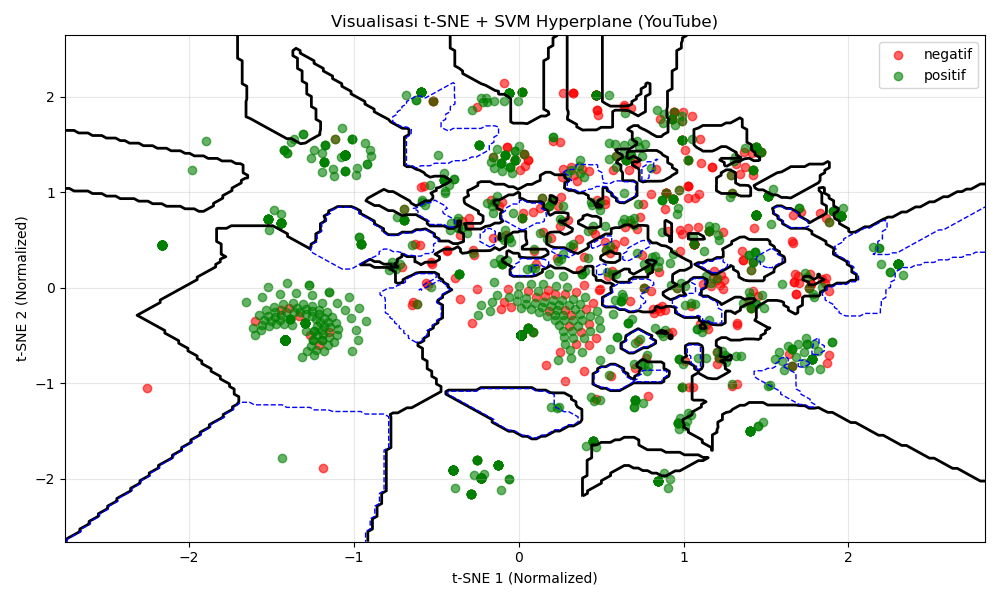 Visualisasi t-SNE + SVM Hyperplane (YouTube)
negatif
positif
2
1
0
−1
−2
t-SNE 2 (Normalized)
−2 −1 0 1 2
t-SNE 1 (Normalized)